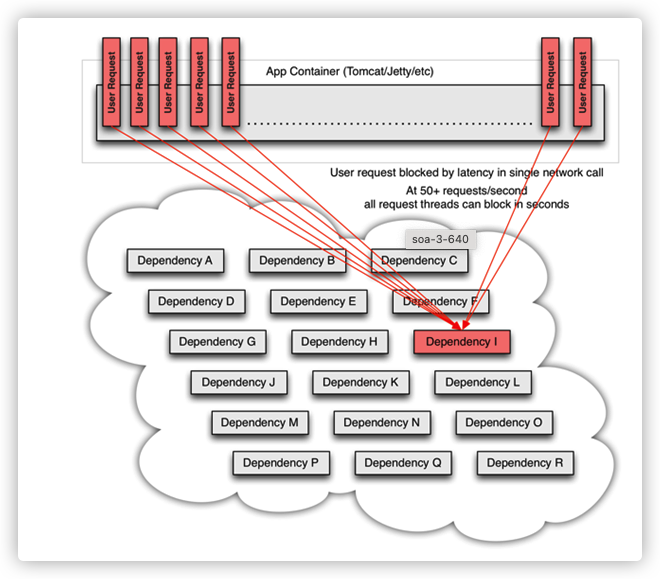 User Request
User Request
User Request
User Request
User Request
User Request
User Request
App Container (Tomcat/Jetty/etc)
User request blocked by latency in single network call
At 50+ requests/second
all request threads can block in seconds
soa-3-640
Dependency A
Dependency B
Dependency C
Dependency D
Dependency E
Dependency F
Dependency G
Dependency H
Dependency I
Dependency J
Dependency K
Dependency L
Dependency M
Dependency N
Dependency O
Dependency P
Dependency Q
Dependency R